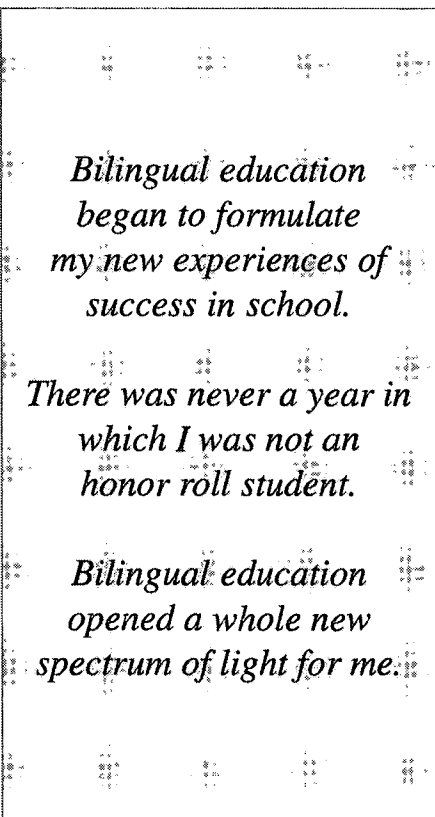 Bilingual education
began to formulate
my new experiences of
success in school.
There was never a year in
which I was not an
honor roll student.
Bilingual education
opened a whole new
spectrum of light for me.